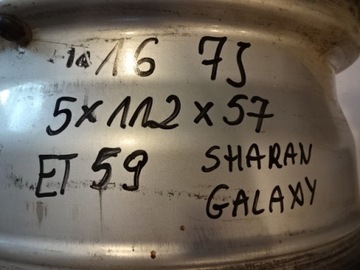 16 7J
5x112x57
ET 59 SHARAN
GALAXY